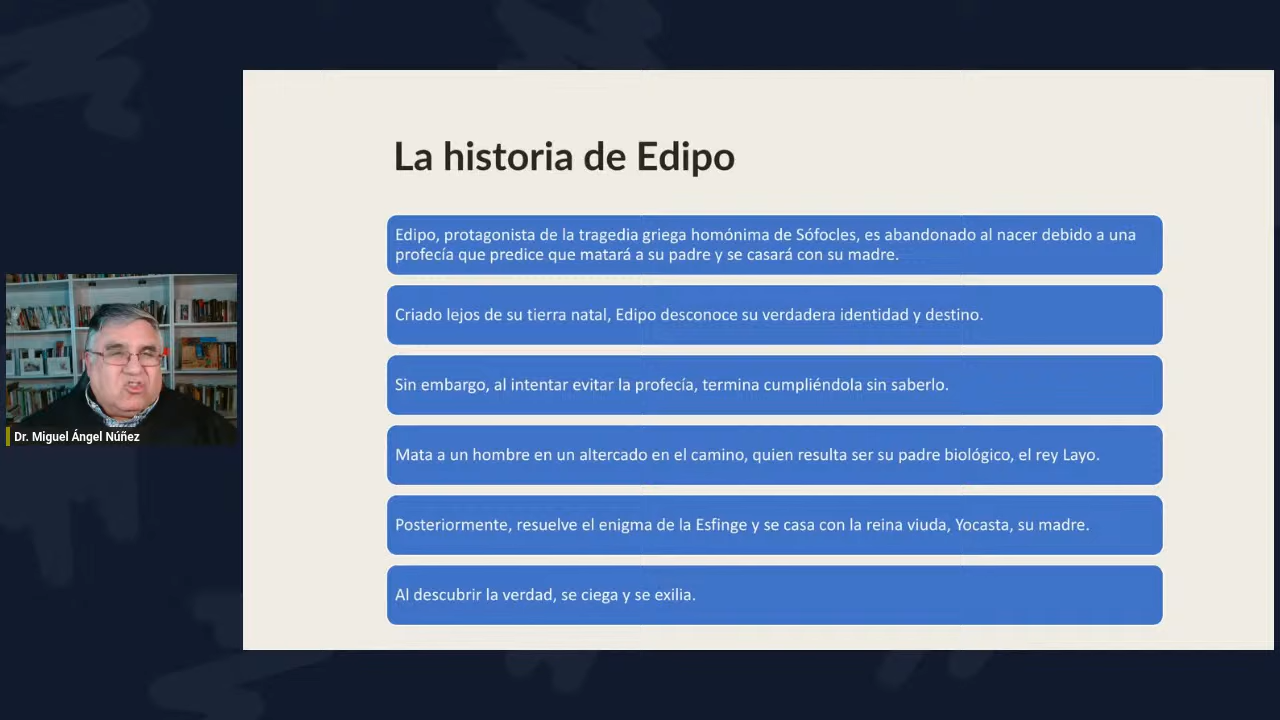 La historia de Edipo
Edipo, protagonista de la tragedia griega homónima de Sófocles, es abandonado al nacer debido a una
profecía que predice que matará a su padre y se casará con su madre.
Criado lejos de su tierra natal, Edipo desconoce su verdadera identidad y destino.
Sin embargo, al intentar evitar la profecía, termina cumpliéndola sin saberlo.
Mata a un hombre en un altercado en el camino, quien resulta ser su padre biológico, el rey Layo.
Posteriormente, resuelve el enigma de la Esfinge y se casa con la reina viuda, Yocasta, su madre.
Al descubrir la verdad, se ciega y se exilia.
Dr. Miguel Ángel Núñez